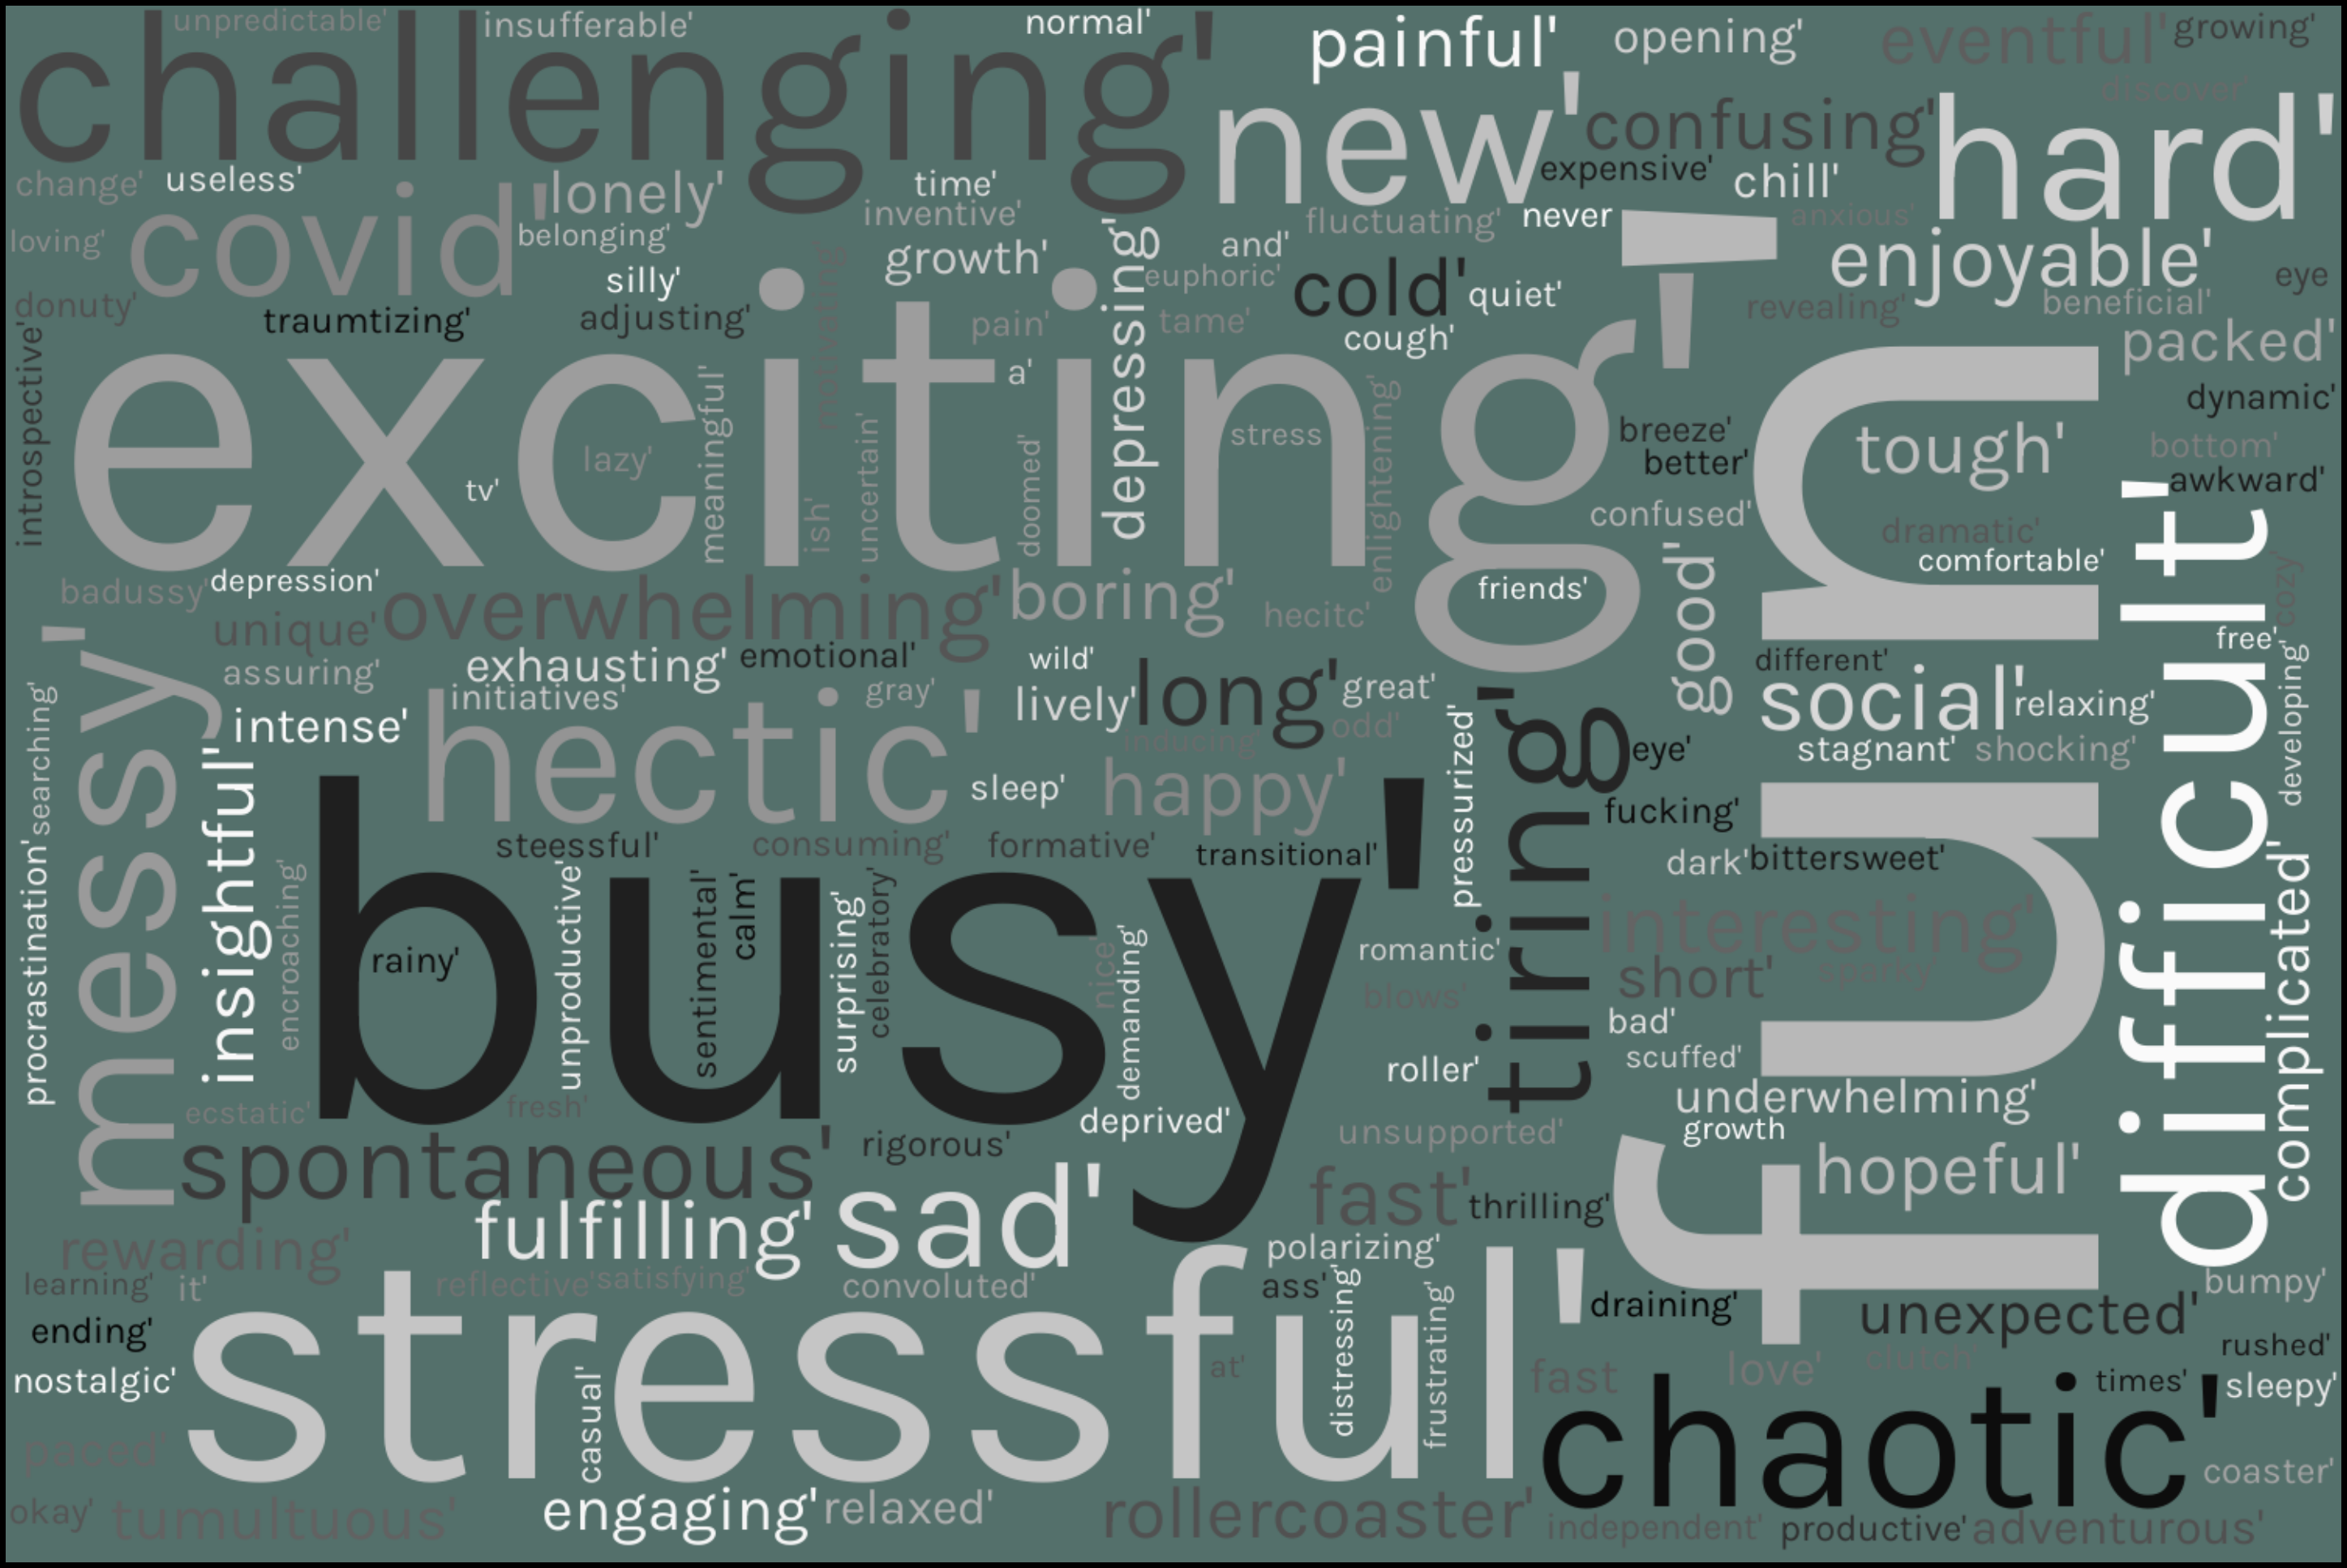 unpredictable'
insufferable'
normal'
painful'
opening'
eventful'
growing'
challenging'
discover
new'
confusing'
hard'
expensive'
chill'
change'
useless'
lonely'
time'
inventive'
covid'
belonging'
growth'
and'
fluctuating'
never
anxious'
loving'
silly'
motivating'
depressing'
euphoric'
cold'
quiet'
enjoyable'
eye
revealing'
beneficial'
donuty'
traumtizing'
adjusting'
pain'
tame'
cough'
packed'
introspective'
exciting'
a'
dynamic'
tv'
lazy'
meaningful'
ish'
uncertain'
doomed'
stress
enlightening'
breeze'
better'
tough'
bottom'
awkward'
confused'
dramatic'
comfortable'
cozy'
fun'
difficult'
badussy'
depression'
unique'
overwhelming'
boring'
hecitc'
friends'
good'
free'
messy'
assuring'
exhausting'
emotional'
wild'
different'
initiatives'
gray'
lively'
long'
great'
social'
relaxing'
developing'
searching'
intense'
hectic'
inducing'
odd'
pressurized'
tiring'
eye'
stagnant'
shocking'
insightful'
sleep'
happy'
fucking'
procrastination'
steessful'
consuming'
formative'
transitional'
dark'
bittersweet'
complicated'
encroaching'
busy'
rainy'
unproductive'
sentimental'
calm'
surprising'
celebratory'
nice'
demanding'
romantic'
interesting'
blows'
short'
sparky'
bad'
roller'
scuffed'
ecstatic'
fresh'
deprived'
underwhelming'
growth
spontaneous'
rigorous'
unsupported'
hopeful'
fulfilling'
sad'
fast'
thrilling'
rewarding'
polarizing'
learning'
it'
reflective'
satisfying'
convoluted'
ass'
distressing'
frustrating'
bumpy'
ending'
stressful'
draining'
unexpected'
rushed'
nostalgic'
casual'
at'
fast
love'
clutch'
times'
sleepy'
paced'
chaotic'
coaster'
okay'
tumultuous'
engaging'
relaxed'
rollercoaster'
independent'
productive'
adventurous'